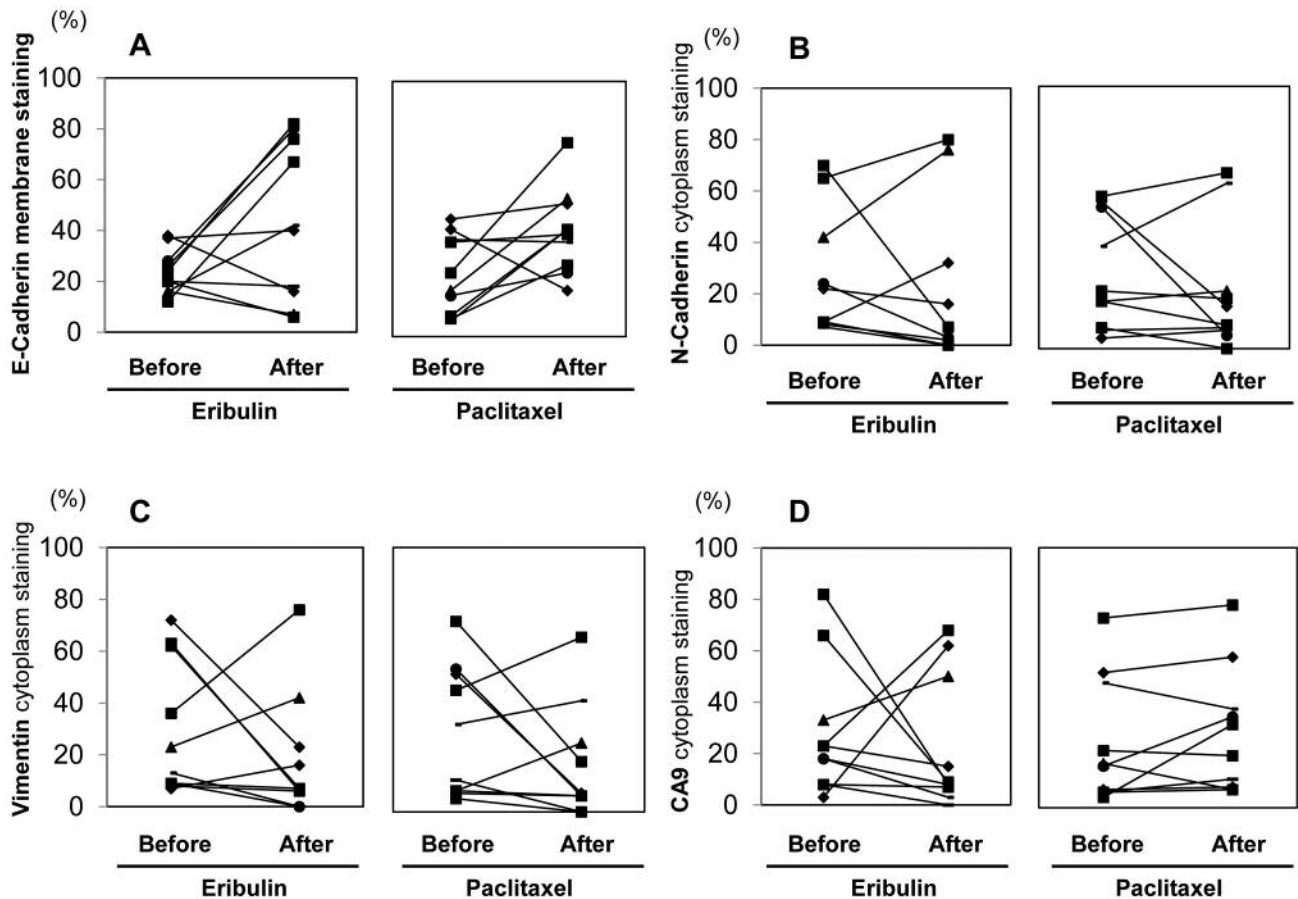 (%)
A
E-Cadherin membrane staining
100
80
60
40
20
0
Before After Before After
Eribulin Paclitaxel
(%)
B
N-Cadherin cytoplasm staining
100
80
60
40
20
0
Before After Before After
Eribulin Paclitaxel
(%)
C
Vimentin cytoplasm staining
100
80
60
40
20
0
Before After Before After
Eribulin Paclitaxel
(%)
D
CA9 cytoplasm staining
100
80
60
40
20
0
Before After Before After
Eribulin Paclitaxel